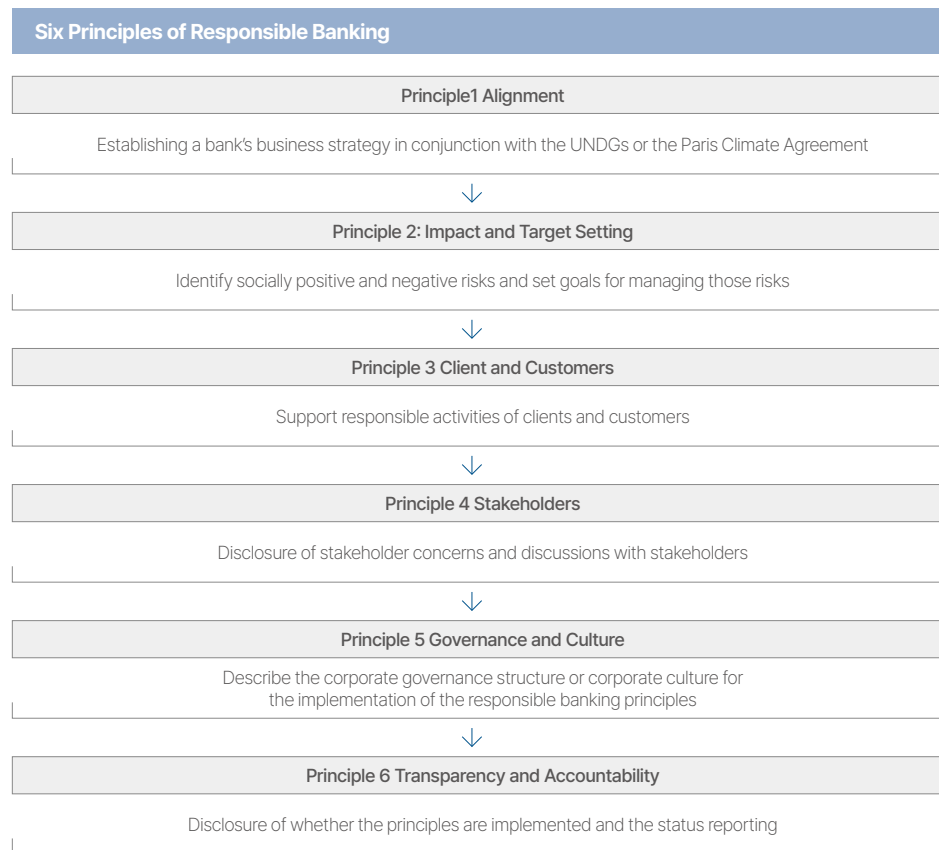 Six Principles of Responsible Banking
Principle1 Alignment
Establishing a bank's business strategy in conjunction with the UNDGs or the Paris Climate Agreement
Principle 2: Impact and Target Setting
Identify socially positive and negative risks and set goals for managing those risks
Principle 3 Client and Customers
Support responsible activities of clients and customers
Principle 4 Stakeholders
Disclosure of stakeholder concerns and discussions with stakeholders
Principle 5 Governance and Culture
Describe the corporate governance structure or corporate culture for
the implementation of the responsible banking principles
Principle 6 Transparency and Accountability
Disclosure of whether the principles are implemented and the status reporting